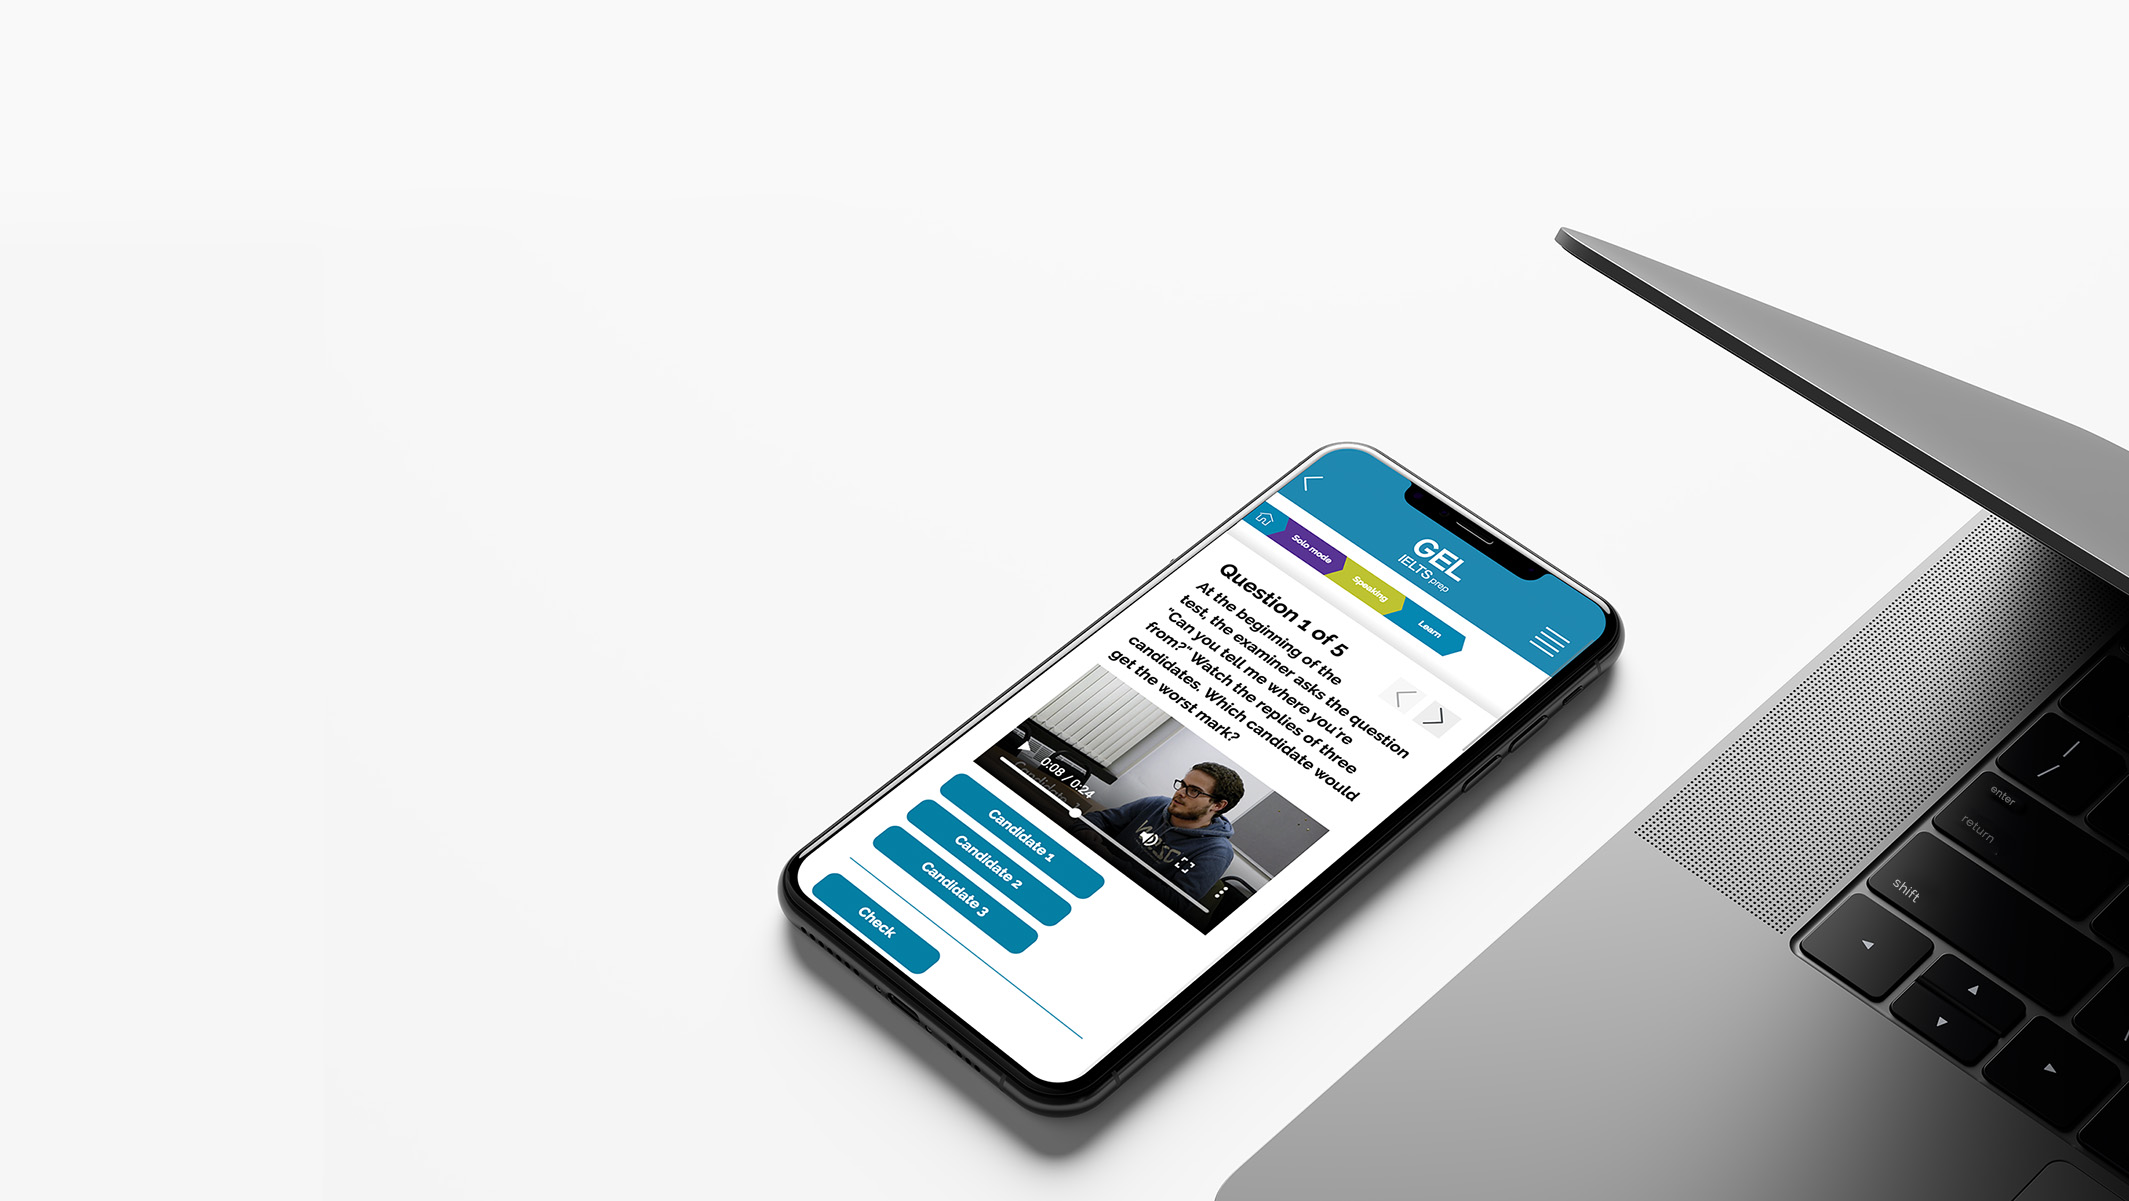 GEL
IELTS prep
Solo mode
Speaking
Learn
Question 1 of 5
At the beginning of the
test, the examiner asks the question
"Can you tell me where you're
from?" Watch the replies of three
candidates. Which candidate would
get the worst mark?
0:08 / 0:24
Candidate 1
Candidate 2
Candidate 3
Check
enter
return
shift